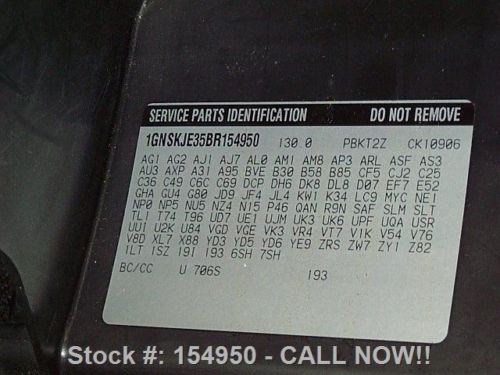 SERVICE PARTS IDENTIFICATION DO NOT REMOVE
1GNSKJE35BR154950 130.0 PBKT2Z CK10906
AG1 AG2 AJ1 AJ7 AL0 AM1 AM8 AP3 ARL ASF AS3
AU3 AXP A31 A95 BVE B30 B58 B85 CF5 CJ2 C25
C36 C49 C6C C69 DCP DH6 DK8 DL8 D07 EF7 E52
GHA GU4 G80 JD9 JF4 JL4 KW1 K34 LC9 MYC NE1
NP0 NP5 NU5 NZ4 N15 P46 QAN R9N SAF SLM SLT
TL1 T74 T96 UD7 UE1 UJM UK3 UK6 UPF UQA USR
UU1 U2K U84 VGD VGE VK3 VR4 VT7 V1K V54 V76
V8D XL7 X88 YD3 YD5 YD6 YE9 ZRS ZW7 ZY1 Z82
1LT 1SZ 19I 193 6SH 7SH
BC/CC U 706S I93
Stock #: 154950 - CALL NOW!!